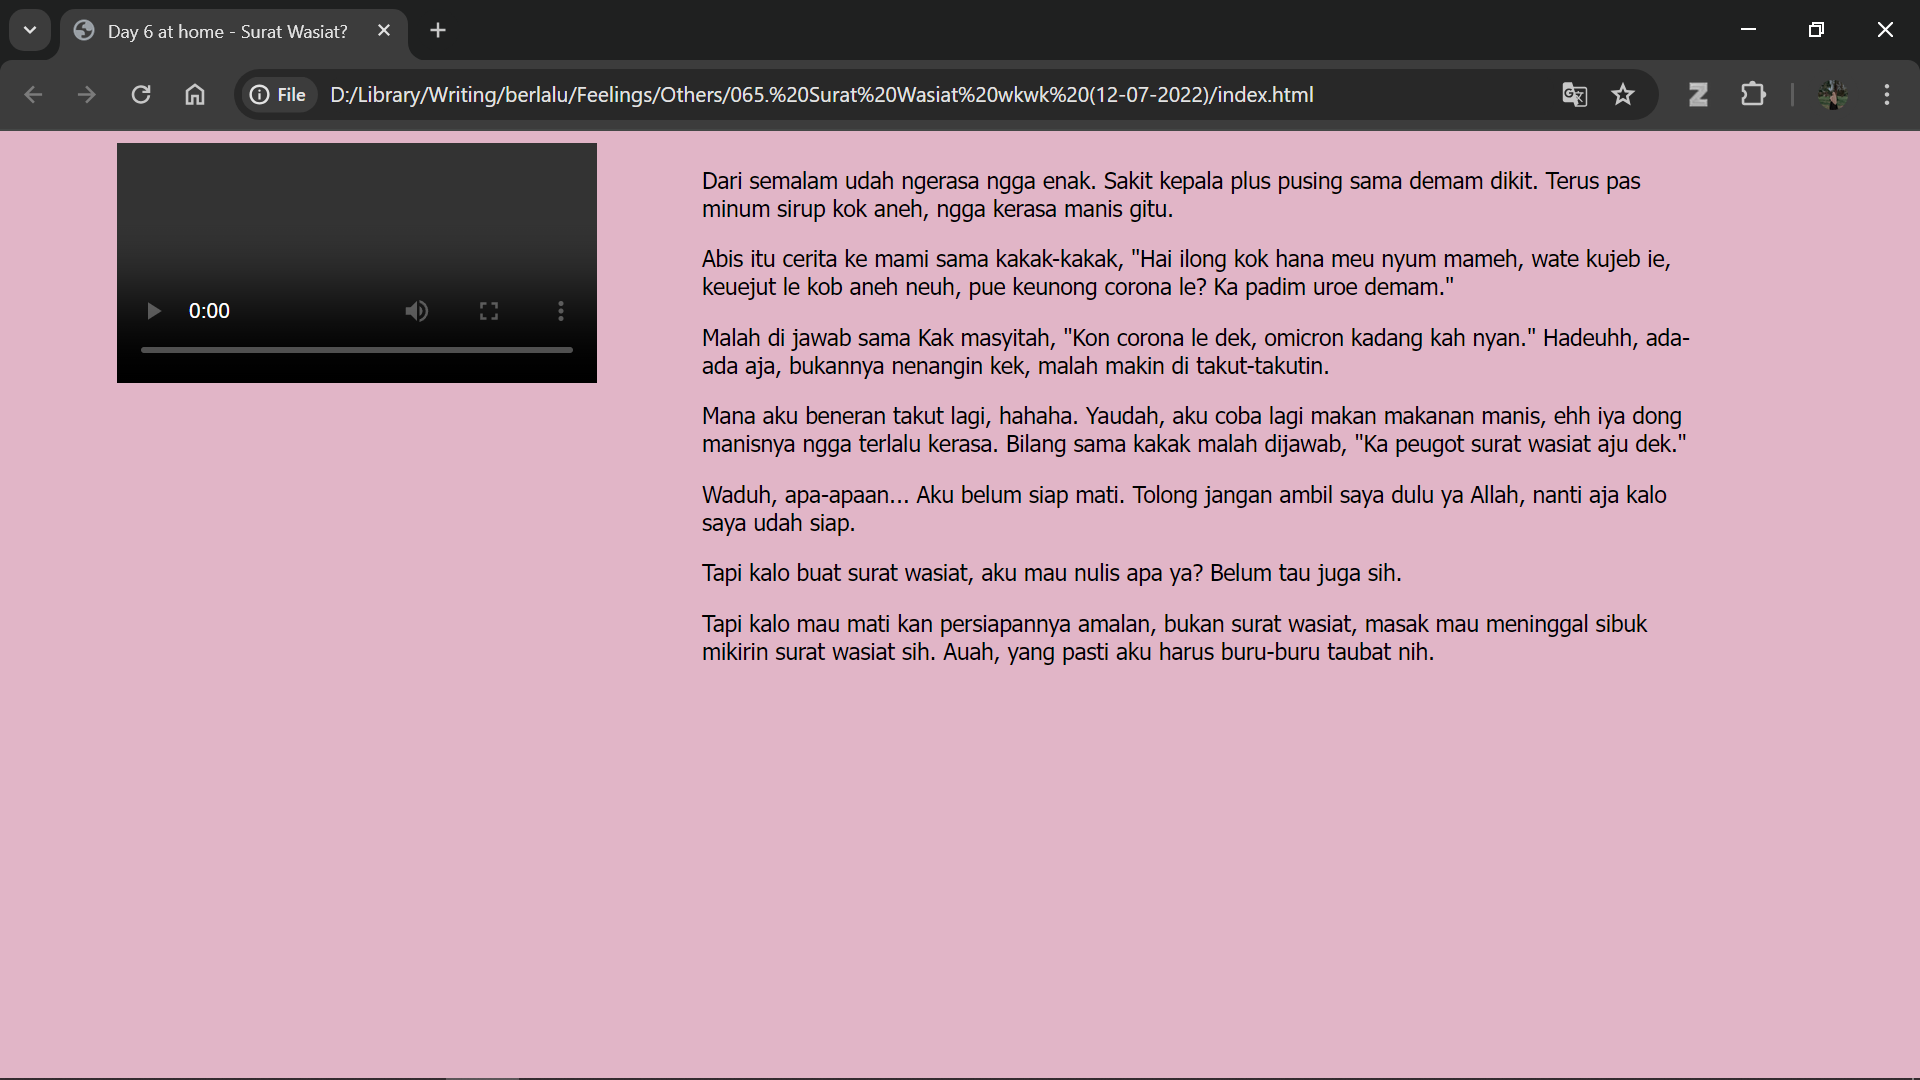 Day 6 at home - Surat Wasiat?
File
D:/Library/Writing/berlalu/Feelings/Others/065.%20Surat%20Wasiat%20wkwk%20(12-07-2022)/index.html
0:00
Dari semalam udah ngerasa ngga enak. Sakit kepala plus pusing sama demam dikit. Terus pas
minum sirup kok aneh, ngga kerasa manis gitu.
Abis itu cerita ke mami sama kakak-kakak, "Hai ilong kok hana meu nyum mameh, wate kujeb ie,
keuejut le kob aneh neuh, pue keunong corona le? Ka padim uroe demam."
Malah di jawab sama Kak masyitah, "Kon corona le dek, omicron kadang kah nyan." Hadeuhh, ada-
ada aja, bukannya nenangin kek, malah makin di takut-takutin.
Mana aku beneran takut lagi, hahaha. Yaudah, aku coba lagi makan makanan manis, ehh iya dong
manisnya ngga terlalu kerasa. Bilang sama kakak malah dijawab, "Ka peugot surat wasiat aju dek."
Waduh, apa-apaan... Aku belum siap mati. Tolong jangan ambil saya dulu ya Allah, nanti aja kalo
saya udah siap.
Tapi kalo buat surat wasiat, aku mau nulis apa ya? Belum tau juga sih.
Tapi kalo mau mati kan persiapannya amalan, bukan surat wasiat, masak mau meninggal sibuk
mikirin surat wasiat sih. Auah, yang pasti aku harus buru-buru taubat nih.